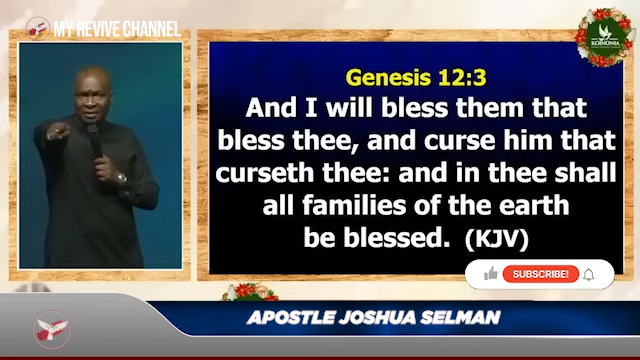 MY REVIVE CHANNEL
KOINONIA
Genesis 12:3
And I will bless them that
bless thee, and curse him that
curseth thee: and in thee shall
all families of the earth
be blessed. (KJV)
SUBSCRIBE!
APOSTLE JOSHUA SELMAN